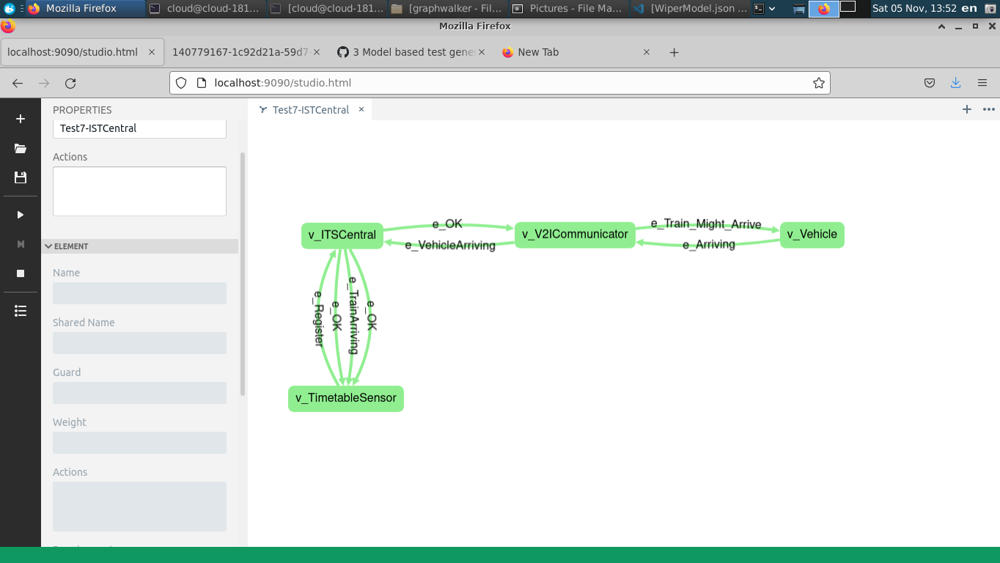 Mozilla Firefox
cloud@cloud-181...
[cloud@cloud-181...
[graphwalker - Fil...
Pictures - File Ma...
[WiperModel.json ...
Sat 05 Nov, 13:52 en
Mozilla Firefox
localhost:9090/studio.html
140779167-1c92d21a-59d7-
3 Model based test gene
New Tab
localhost:9090/studio.html
PROPERTIES
Test7-ISTCentral
Test7-ISTCentral
Actions
ELEMENT
Name
Shared Name
Guard
Weight
Actions
v_ITSCentral
e_OK
e_VehicleArriving
v_V2ICommunicator
e_Train_Might_Arrive
e_Arriving
v_Vehicle
e_Register
e_OK
e_TrainArriving
e_OK
v_TimetableSensor